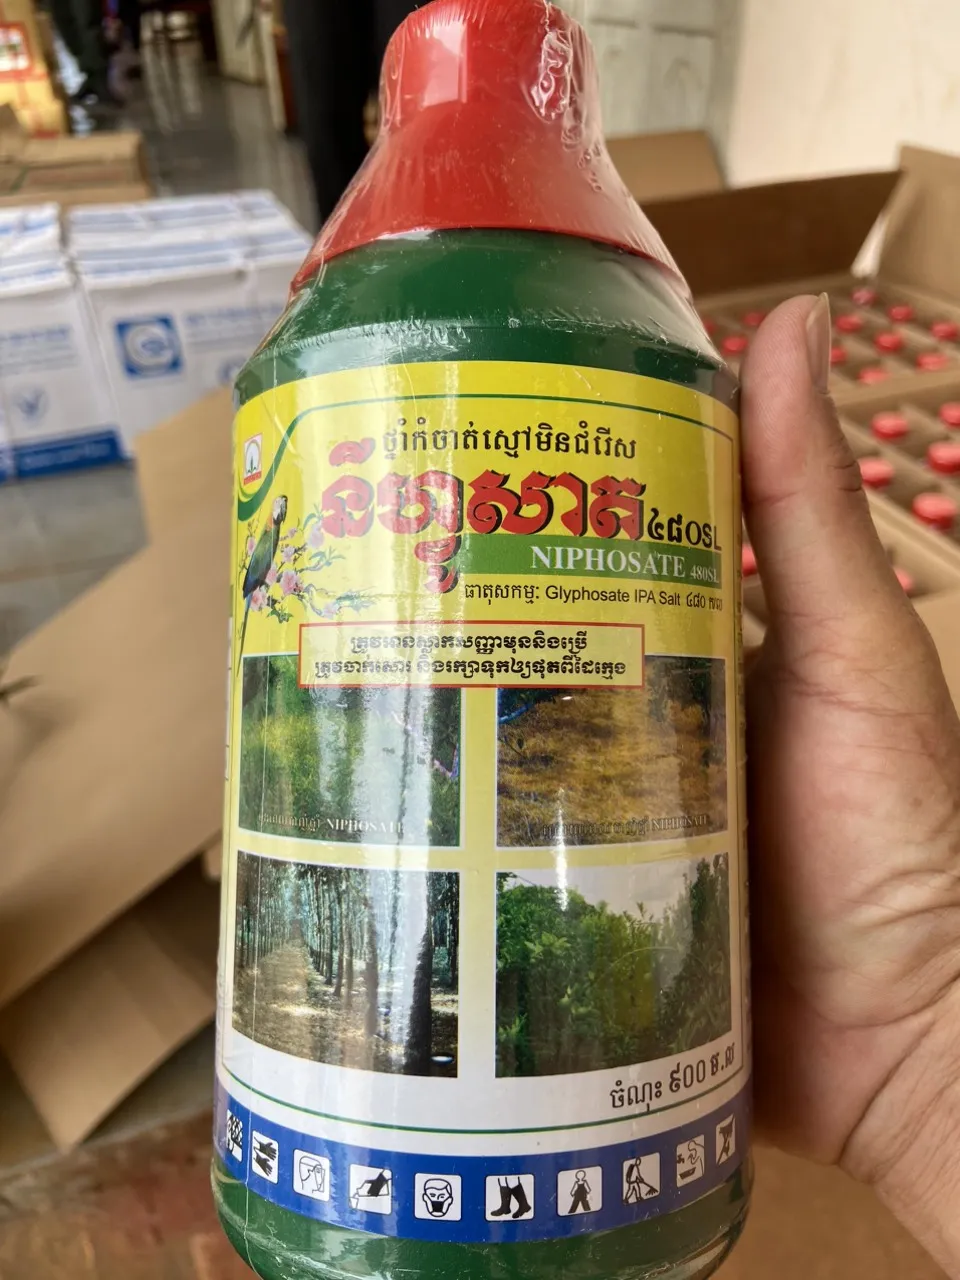 ថ្នាំកំចាត់ស្មៅមិនជំរើស
នីហ្វូសាត ៤៨០SL
NIPHOSATE 480SL
ធាតុសកម្ម: Glyphosate IPA Salt ៤៨០
ត្រូវអានស្លាកសញ្ញាមុននឹងប្រើ
ត្រូវចាក់សោរ និងរក្សាទុកឲ្យផុតពីដៃក្មេង
NIPHOSATE
NIPHOSATE
ចំណុះ ៩០០ ម.ល